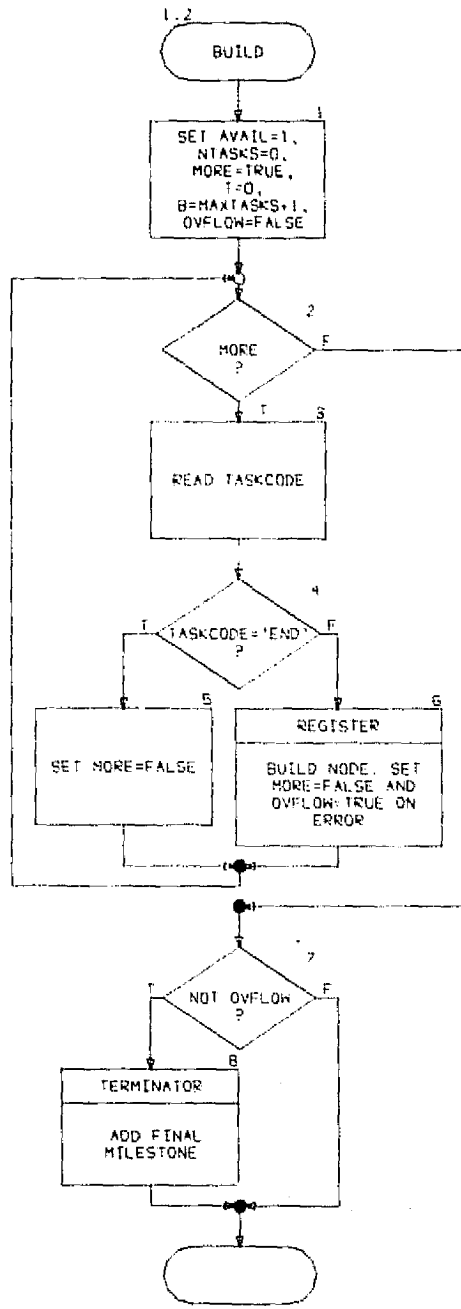 1.2
BUILD
1
SET AVAIL=1,
NTASKS=0,
MORE=TRUE,
T=0,
B=MAXTASKS+1,
OVFLOW=FALSE
2
MORE
?
F
T
3
READ TASKCODE
4
TASKCODE='END'
?
T
F
5
SET MORE=FALSE
6
REGISTER
BUILD NODE. SET
MORE=FALSE AND
OVFLOW=TRUE ON
ERROR
7
NOT OVFLOW
?
T
F
8
TERMINATOR
ADD FINAL
MILESTONE